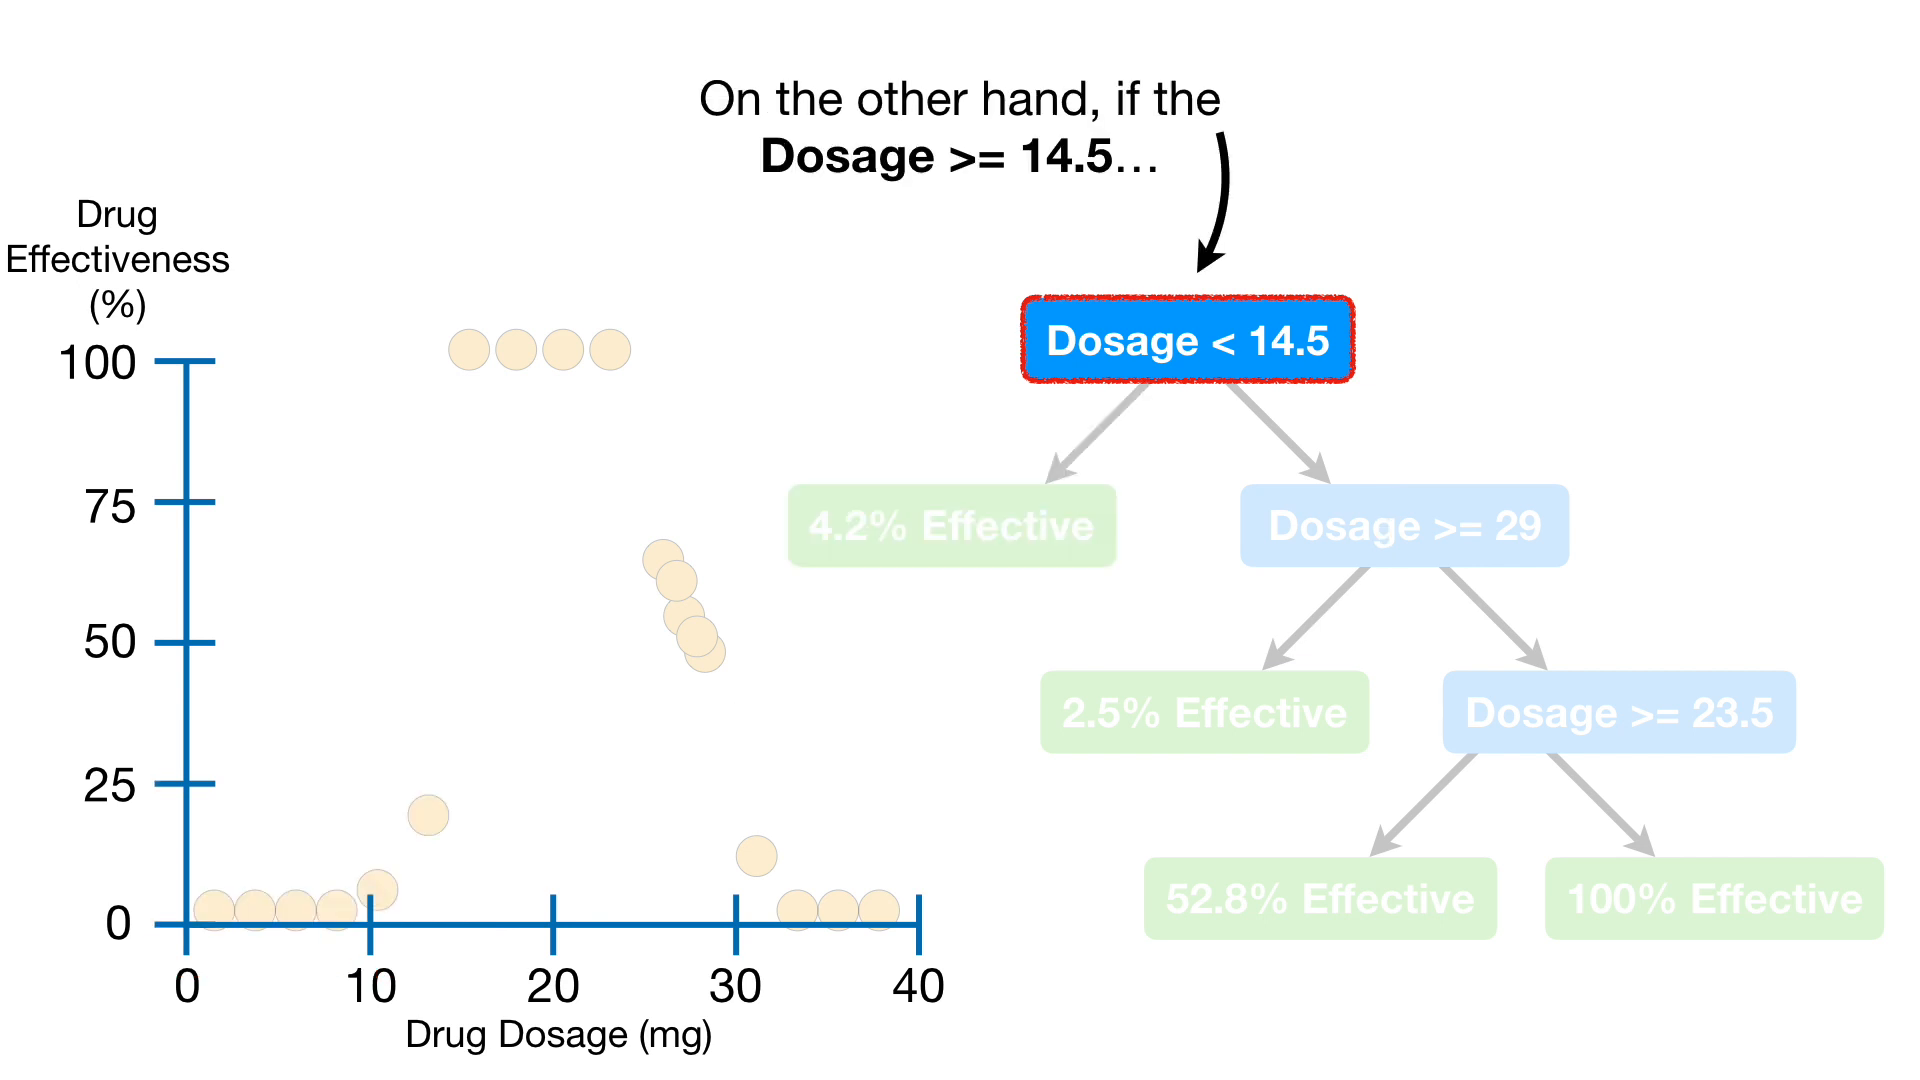 On the other hand, if the
Dosage >= 14.5…
Drug
Effectiveness
(%)
100
75
50
25
0
0 10 20 30 40
Drug Dosage (mg)
Dosage < 14.5
4.2% Effective
Dosage >= 29
2.5% Effective
Dosage >= 23.5
52.8% Effective
100% Effective